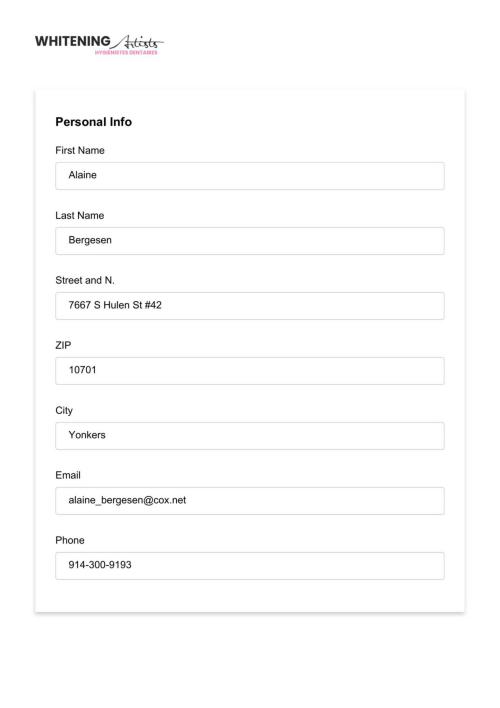 WHITENING Artists
HYGIÉNISTES DENTAIRES
Personal Info
First Name
Alaine
Last Name
Bergesen
Street and N.
7667 S Hulen St #42
ZIP
10701
City
Yonkers
Email
alaine_bergesen@cox.net
Phone
914-300-9193